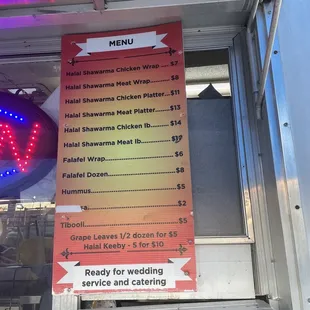 MENU
Halal Shawarma Chicken Wrap $7
Halal Shawarma Meat Wrap $8
Halal Shawarma Chicken Platter $11
Halal Shawarma Meat Platter $13
Halal Shawarma Chicken lb $14
Halal Shawarma Meat lb
Falafel Wrap $6
Falafel Dozen $8
Hummus $5
$2
Tibooli $5
Grape Leaves 1/2 dozen for $5
Halal Keeby - 5 for $10
Ready for wedding
service and catering